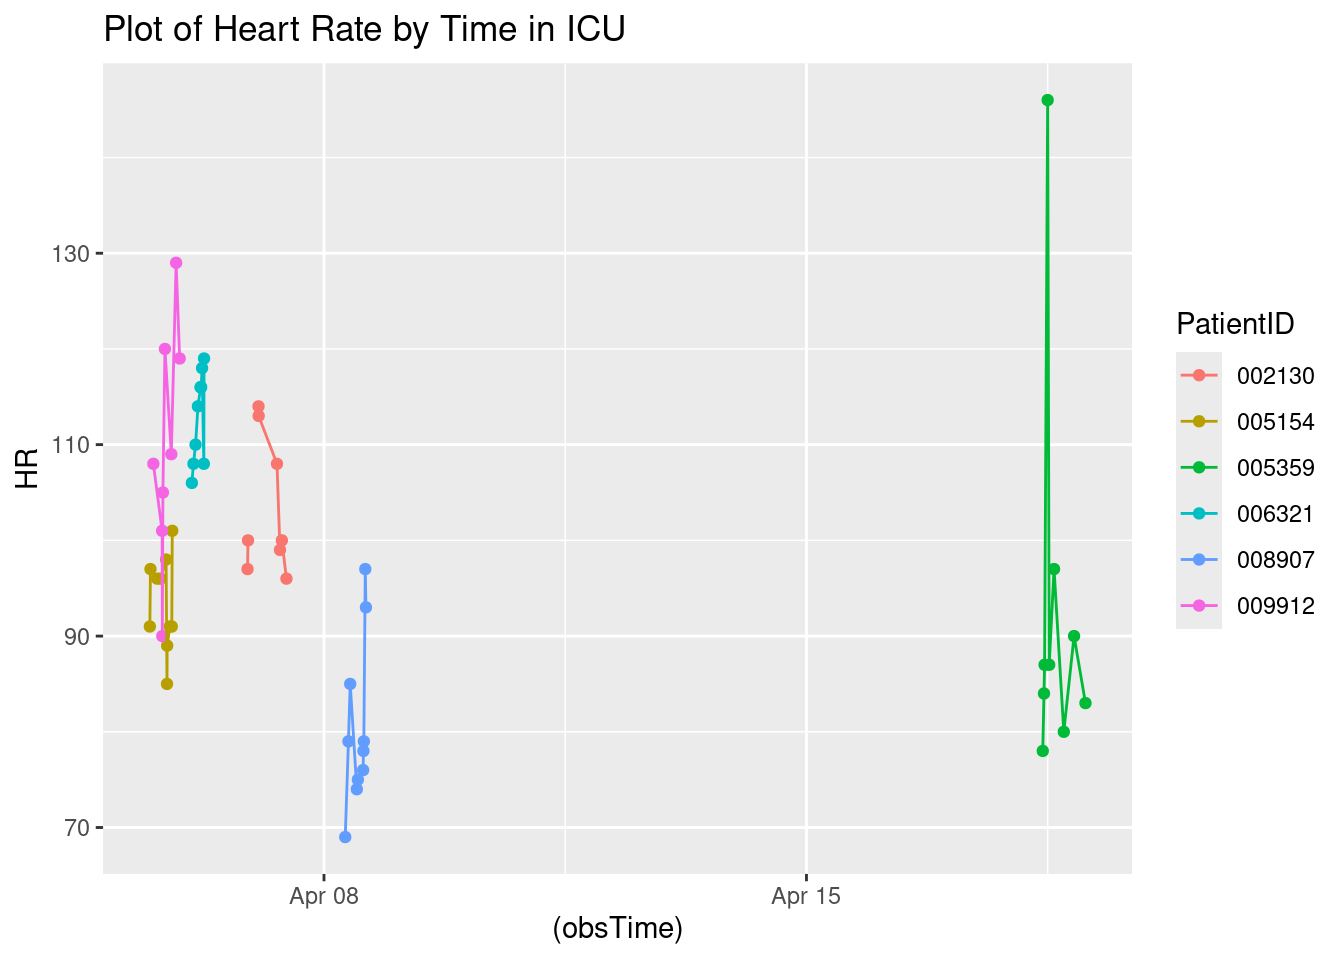 Plot of Heart Rate by Time in ICU
HR
130
110
90
70
Apr 08
Apr 15
(obsTime)
PatientID
002130
005154
005359
006321
008907
009912